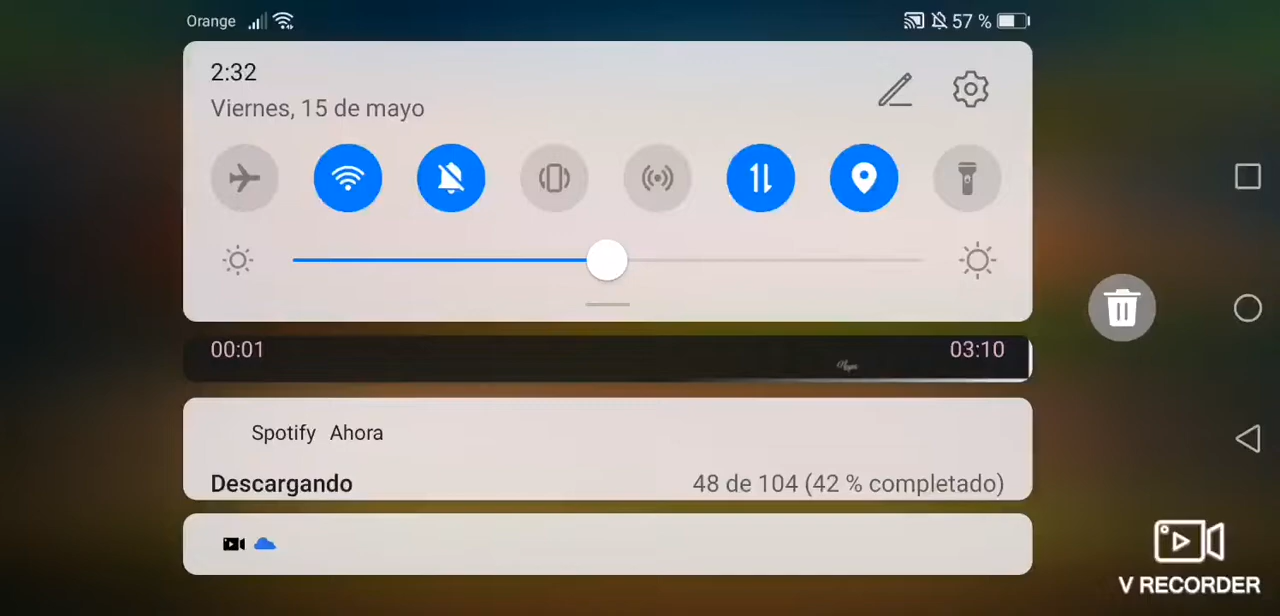 Orange 57 %
2:32
Viernes, 15 de mayo
00:01 03:10
Spotify Ahora
Descargando 48 de 104 (42 % completado)
V RECORDER